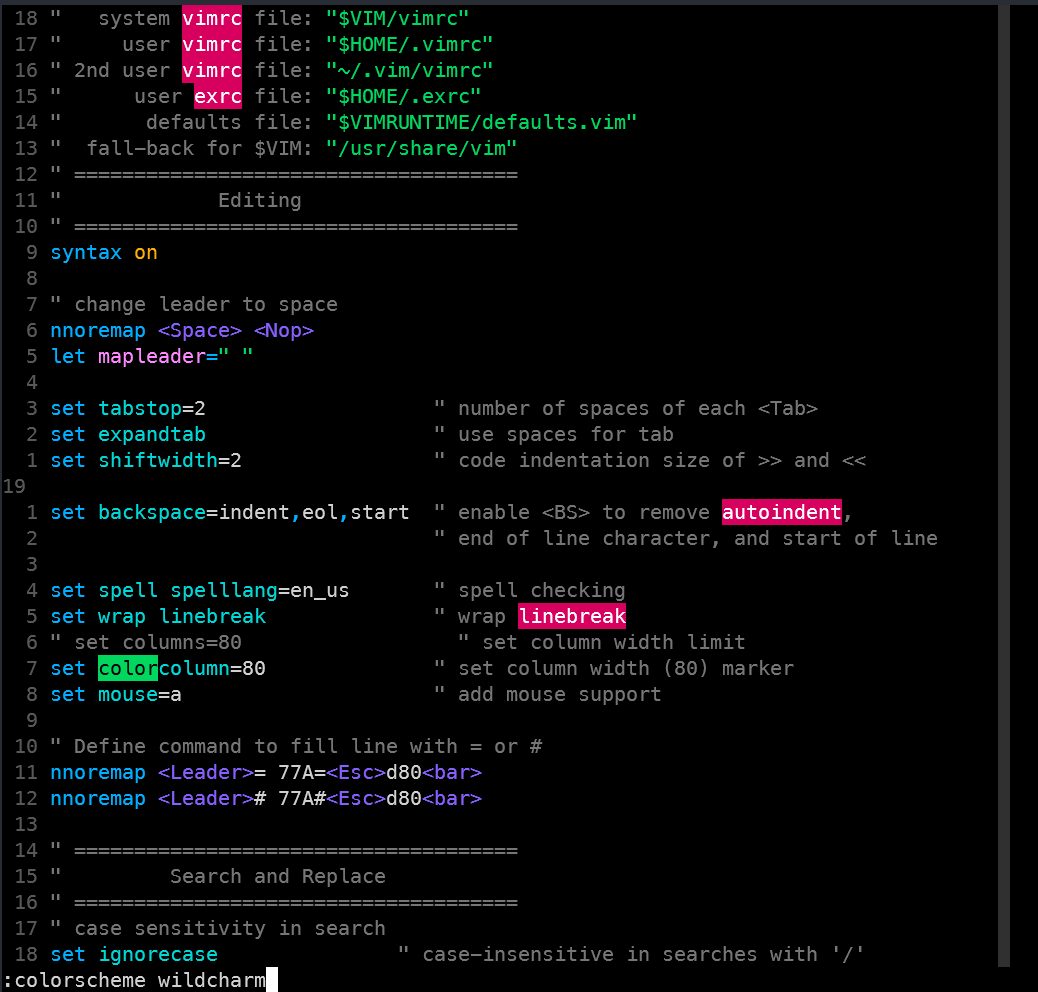 18 "   system vimrc file: "$VIM/vimrc"
17 "     user vimrc file: "$HOME/.vimrc"
16 " 2nd user vimrc file: "~/.vim/vimrc"
15 "      user exrc file: "$HOME/.exrc"
14 "       defaults file: "$VIMRUNTIME/defaults.vim"
13 "  fall-back for $VIM: "/usr/share/vim"
12 " =====================================
11 "             Editing
10 " =====================================
9 syntax on
8
7 " change leader to space
6 nnoremap <Space> <Nop>
5 let mapleader=" "
4
3 set tabstop=2                   " number of spaces of each <Tab>
2 set expandtab                   " use spaces for tab
1 set shiftwidth=2                " code indentation size of >> and <<
19
1 set backspace=indent,eol,start  " enable <BS> to remove autoindent,
2                                 " end of line character, and start of line
3
4 set spell spelllang=en_us       " spell checking
5 set wrap linebreak              " wrap linebreak
6 " set columns=80                  " set column width limit
7 set colorcolumn=80              " set column width (80) marker
8 set mouse=a                     " add mouse support
9
10 " Define command to fill line with = or #
11 nnoremap <Leader>= 77A=<Esc>d80<bar>
12 nnoremap <Leader># 77A#<Esc>d80<bar>
13
14 " =====================================
15 "         Search and Replace
16 " =====================================
17 " case sensitivity in search
18 set ignorecase               " case-insensitive in searches with '/'
:colorscheme wildcharm